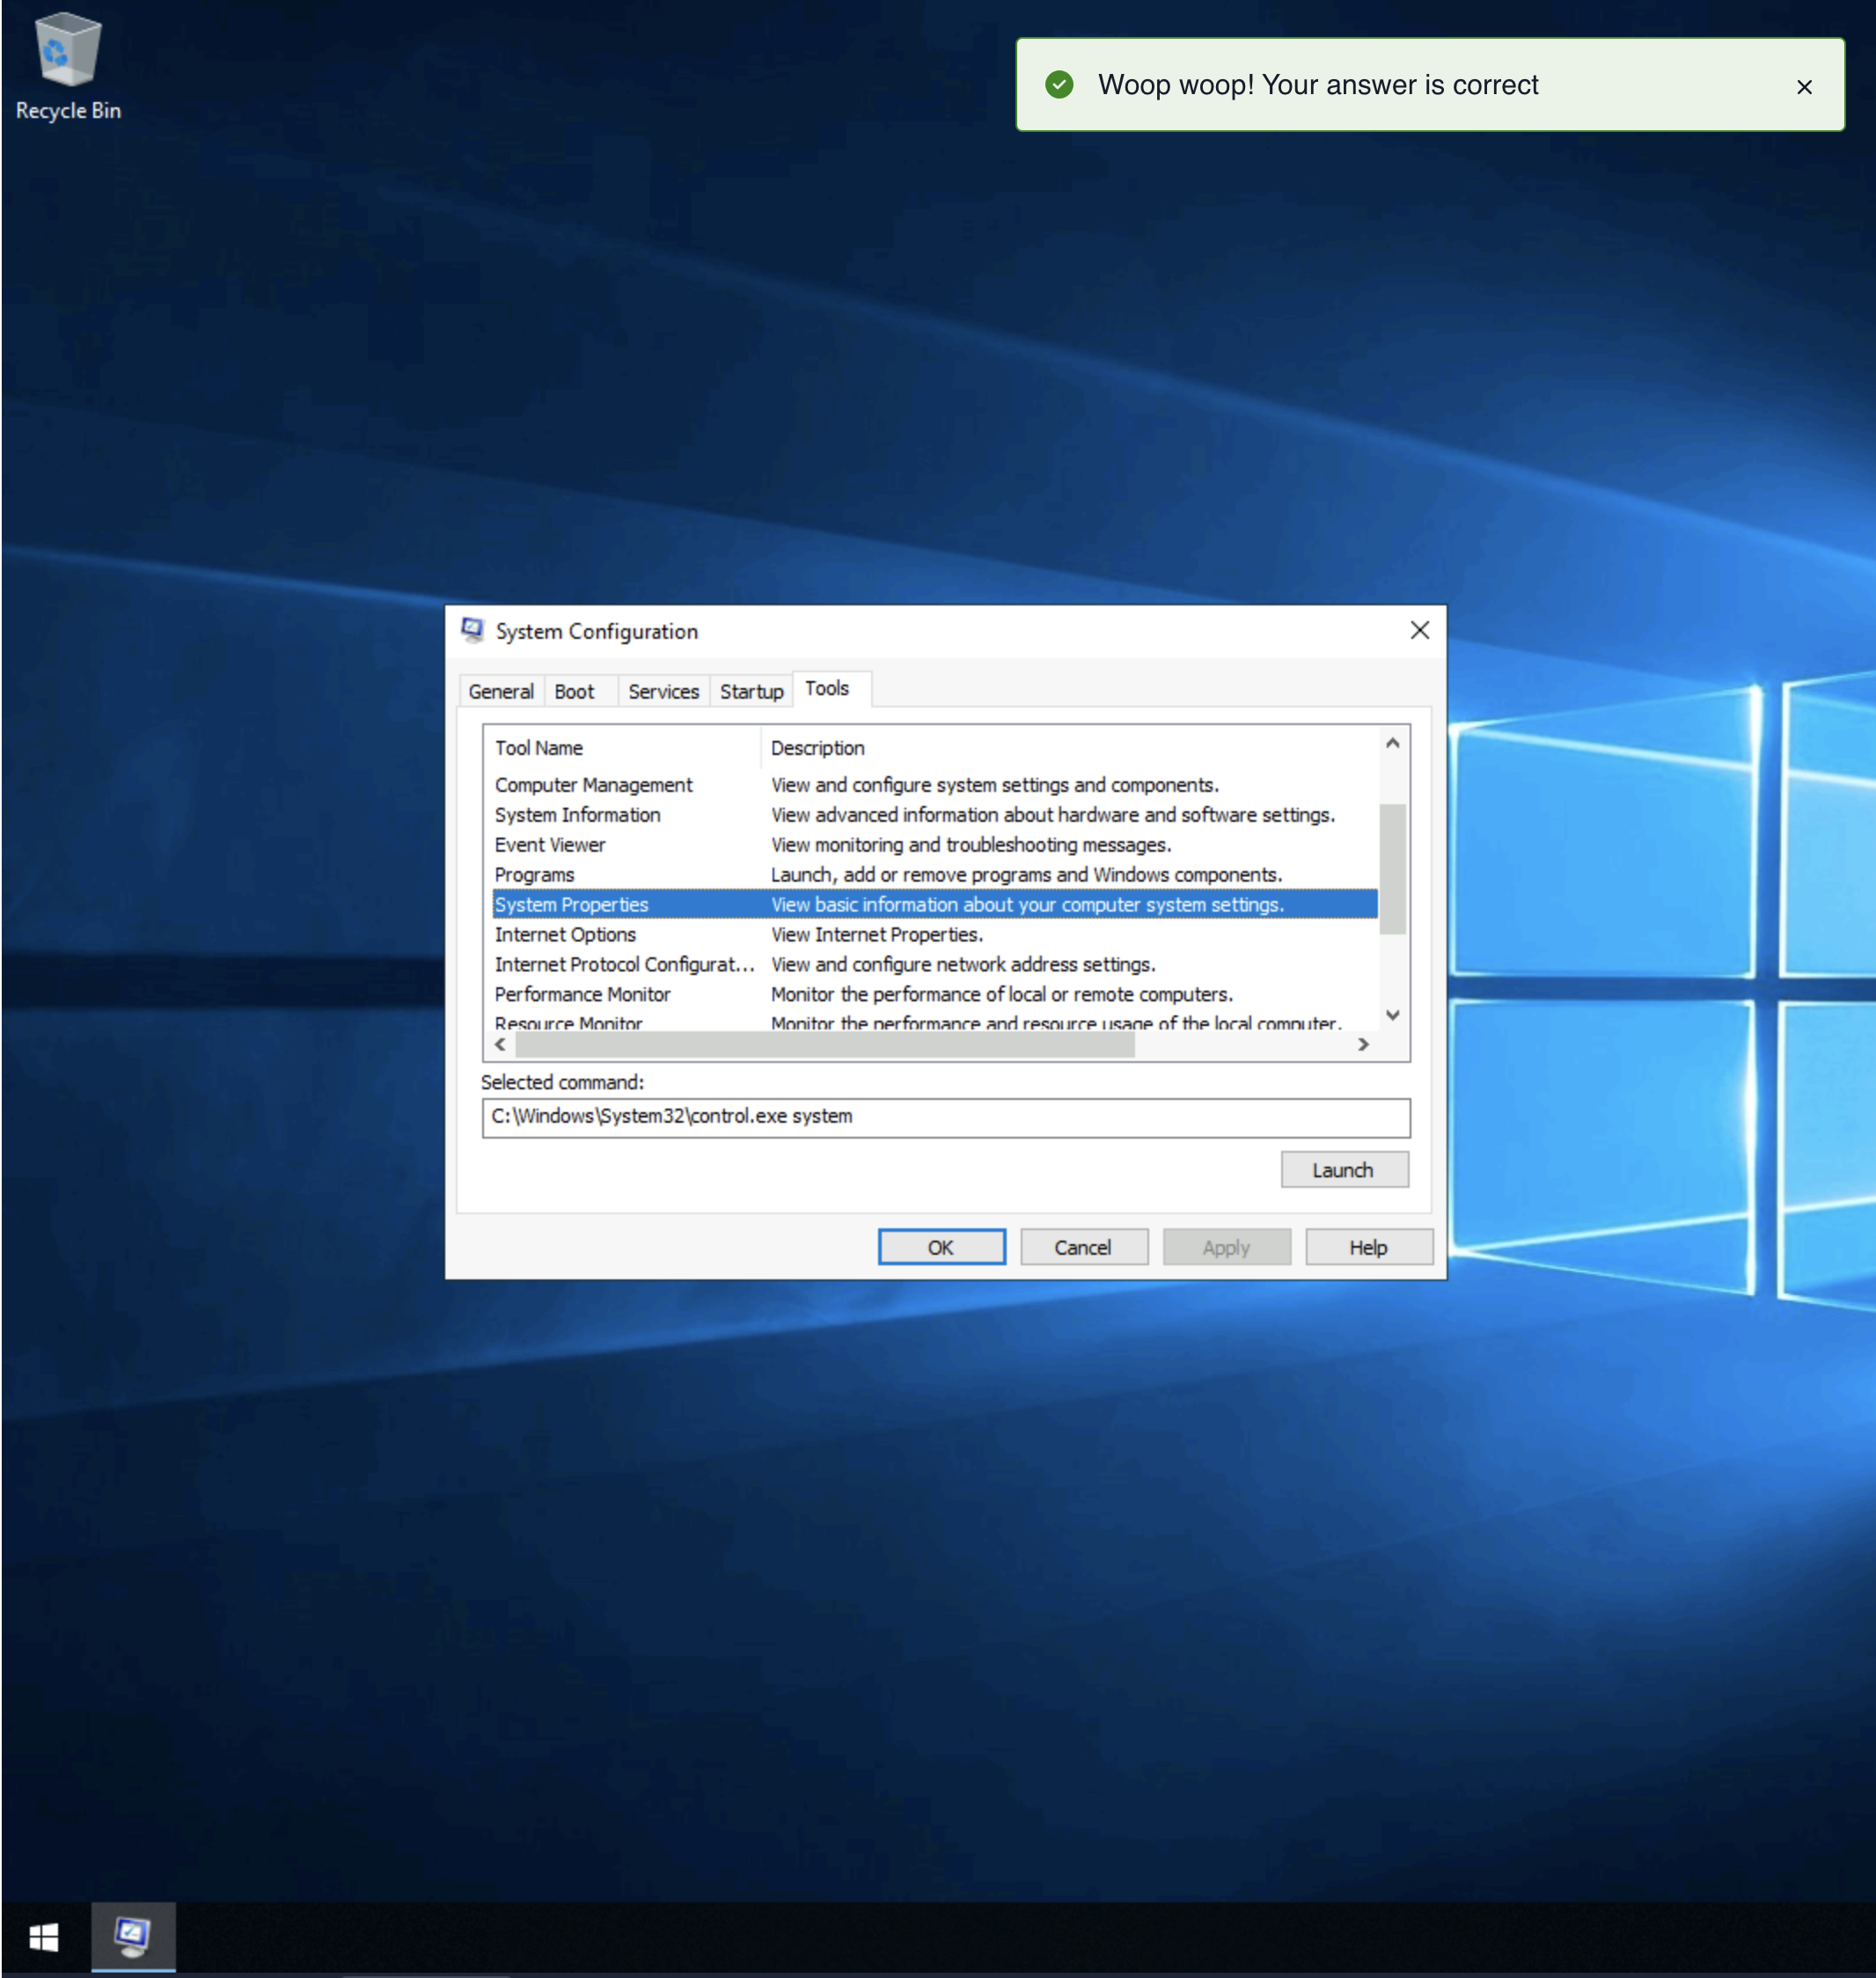 Recycle Bin
Woop woop! Your answer is correct
System Configuration
General Boot Services Startup Tools
Tool Name Description
Computer Management View and configure system settings and components.
System Information View advanced information about hardware and software settings.
Event Viewer View monitoring and troubleshooting messages.
Programs Launch, add or remove programs and Windows components.
System Properties View basic information about your computer system settings.
Internet Options View Internet Properties.
Internet Protocol Configurat... View and configure network address settings.
Performance Monitor Monitor the performance of local or remote computers.
Resource Monitor Monitor the performance and resource usage of the local computer.
Selected command:
C:\Windows\System32\control.exe system
Launch
OK Cancel Apply Help